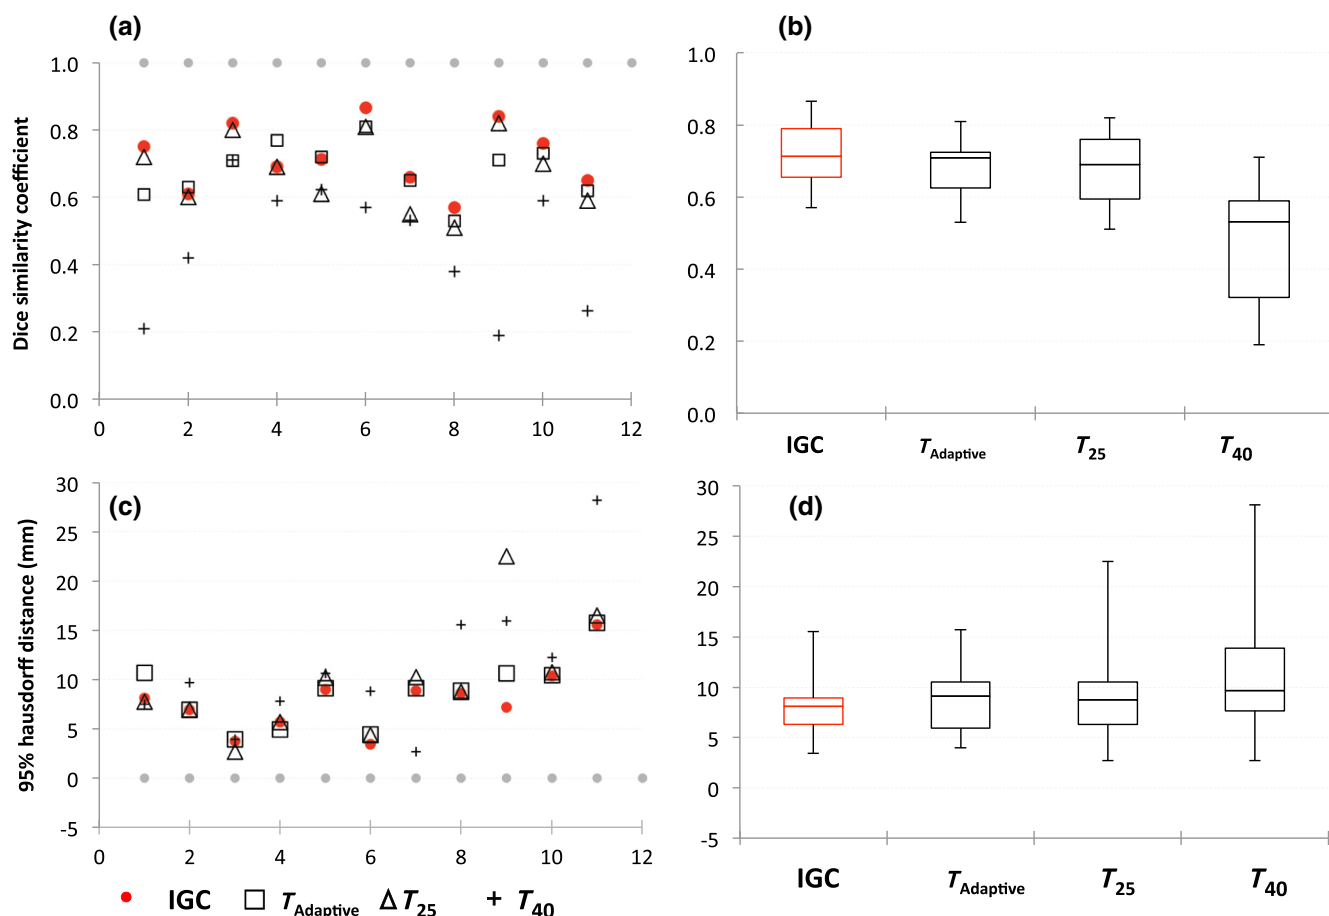 (a)
Dice similarity coefficient
1.0
0.8
0.6
0.4
0.2
0.0
0 2 4 6 8 10 12
(b)
1.0
0.8
0.6
0.4
0.2
0.0
IGC TAdaptive T25 T40
(c)
95% hausdorff distance (mm)
30
25
20
15
10
5
0
-5
0 2 4 6 8 10 12
IGC TAdaptive T25 T40
(d)
30
25
20
15
10
5
0
-5
IGC TAdaptive T25 T40